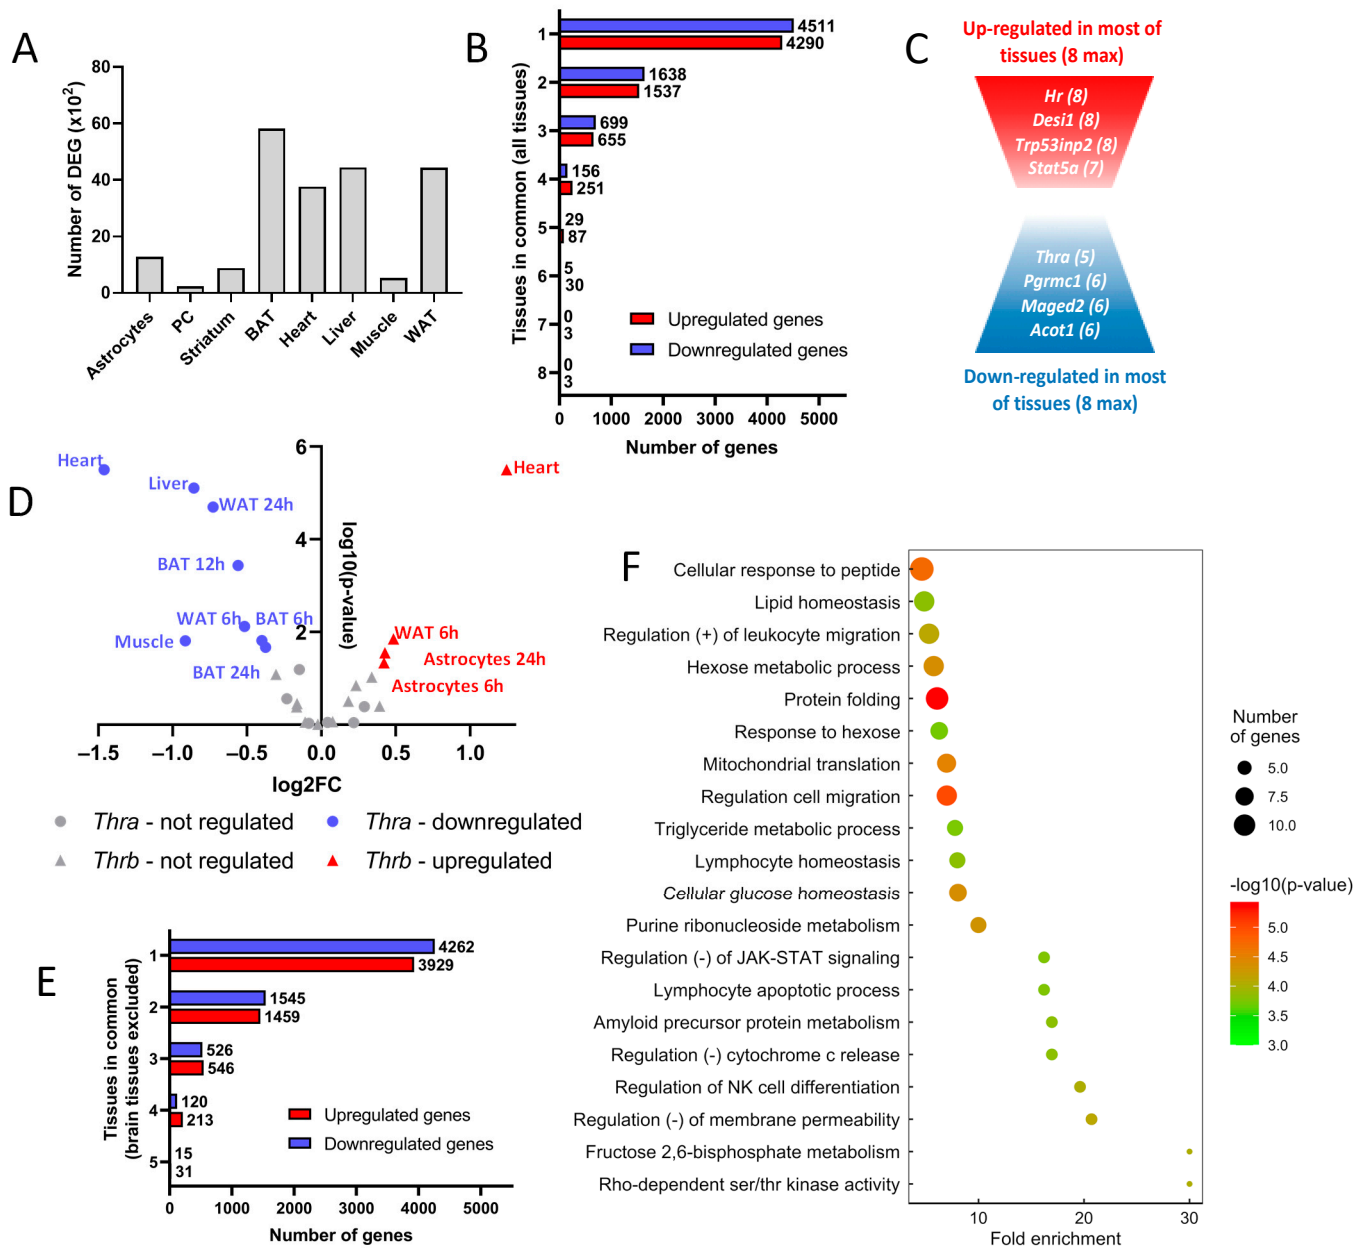 A
Number of DEG (x10²)
80
60
40
20
0
Astrocytes
PC
Striatum
BAT
Heart
Liver
Muscle
WAT
B
Tissues in common (all tissues)
1
2
3
4
5
6
7
8
4511
4290
1638
1537
699
655
156
251
29
87
5
30
0
3
0
3
Upregulated genes
Downregulated genes
0
1000
2000
3000
4000
5000
Number of genes
C
Up-regulated in most of
tissues (8 max)
Hr (8)
Desi1 (8)
Trp53inp2 (8)
Stat5a (7)
Thra (5)
Pgrmc1 (6)
Maged2 (6)
Acot1 (6)
Down-regulated in most
of tissues (8 max)
D
6
4
2
log10(p-value)
Heart
Liver
WAT 24h
BAT 12h
WAT 6h
BAT 6h
Muscle
BAT 24h
Heart
WAT 6h
Astrocytes 24h
Astrocytes 6h
−1.5
−1.0
−0.5
0.0
0.5
1.0
log2FC
Thra - not regulated
Thra - downregulated
Thrb - not regulated
Thrb - upregulated
E
Tissues in common
(brain tissues excluded)
1
2
3
4
5
4262
3929
1545
1459
526
546
120
213
15
31
Upregulated genes
Downregulated genes
0
1000
2000
3000
4000
5000
Number of genes
F
Cellular response to peptide
Lipid homeostasis
Regulation (+) of leukocyte migration
Hexose metabolic process
Protein folding
Response to hexose
Mitochondrial translation
Regulation cell migration
Triglyceride metabolic process
Lymphocyte homeostasis
Cellular glucose homeostasis
Purine ribonucleoside metabolism
Regulation (-) of JAK-STAT signaling
Lymphocyte apoptotic process
Amyloid precursor protein metabolism
Regulation (-) cytochrome c release
Regulation of NK cell differentiation
Regulation (-) of membrane permeability
Fructose 2,6-bisphosphate metabolism
Rho-dependent ser/thr kinase activity
10
20
30
Fold enrichment
Number
of genes
5.0
7.5
10.0
-log10(p-value)
5.0
4.5
4.0
3.5
3.0